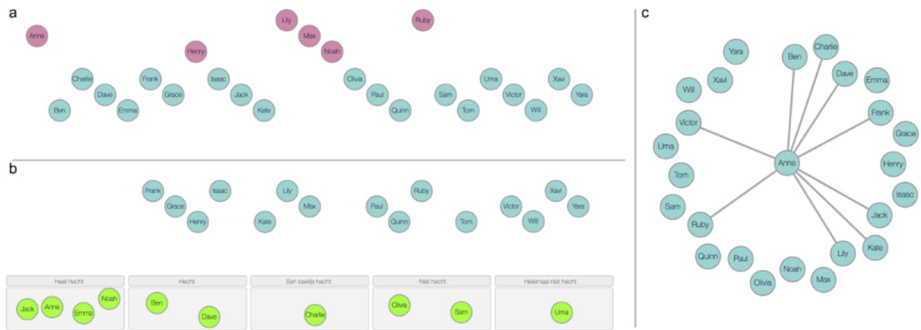 a
Lily
Ruby
Anne
Max
Henry
Noah
Charlie
Frank
Isaac
Olivia
Uma
Xavi
Dave
Grace
Jack
Paul
Sam
Victor
Yara
Ben
Emma
Kate
Quinn
Tom
Will
b
Frank
Isaac
Lily
Ruby
Xavi
Grace
Max
Paul
Victor
Yara
Henry
Kate
Quinn
Tom
Will
Heel hecht
Hecht
Een beetje hecht
Niet hecht
Helemaal niet hecht
Jack
Anne
Emma
Noah
Ben
Dave
Charlie
Olivia
Sam
Uma
c
Yara
Ben
Charlie
Xavi
Dave
Emma
Will
Frank
Victor
Grace
Uma
Anne
Henry
Tom
Isaac
Sam
Jack
Ruby
Kate
Lily
Quinn
Paul
Noah
Max
Olivia